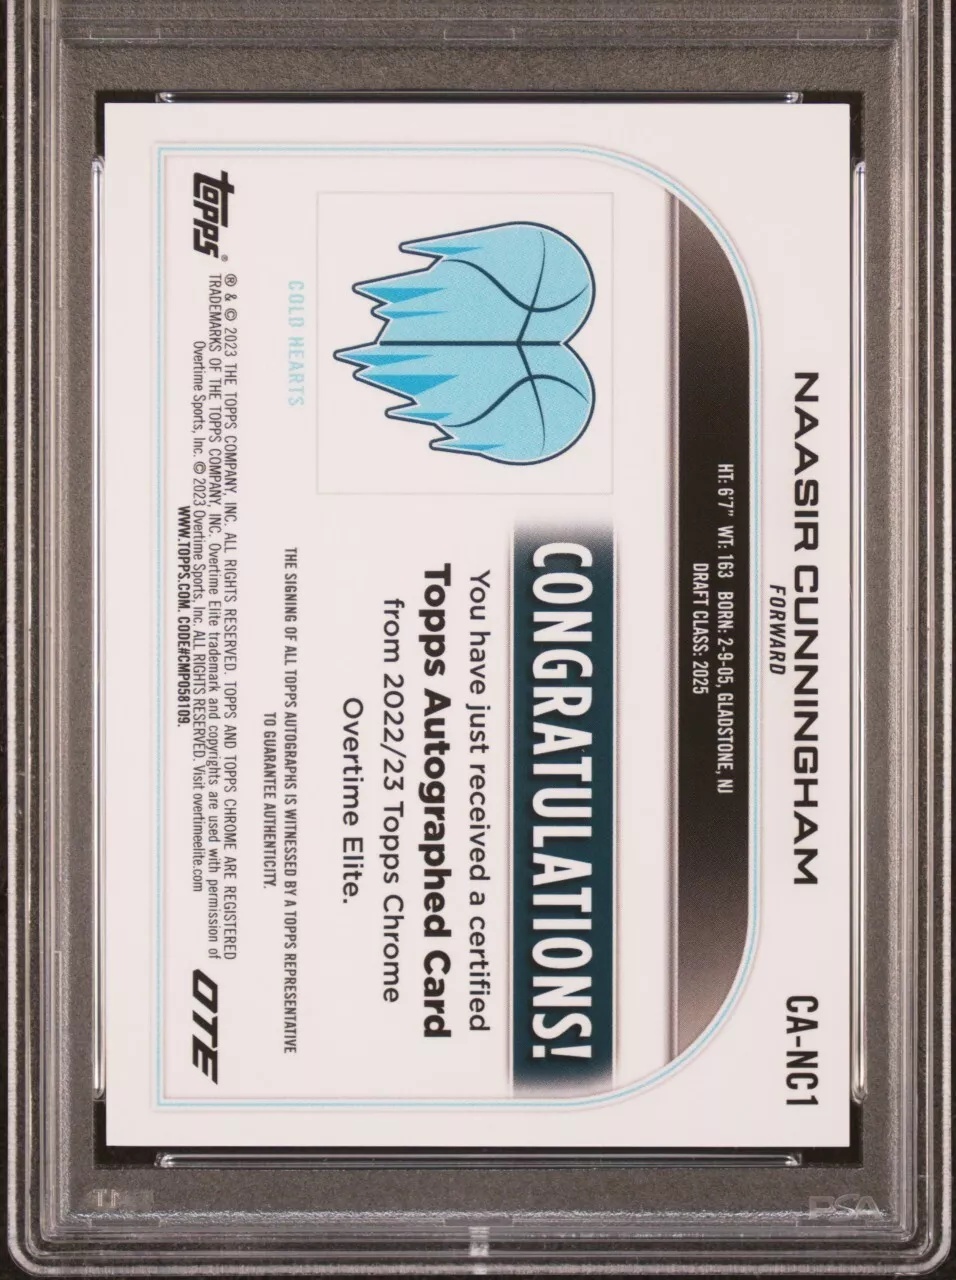 NAASIR CUNNINGHAM
CA-NC1
FORWARD
HT: 6'7" WT: 163 BORN: 2-9-05, GLADSTONE, NJ
DRAFT CLASS: 2025
CONGRATULATIONS!
You have just received a certified
Topps Autographed Card
from 2022/23 Topps Chrome
Overtime Elite.
COLD HEARTS
THE SIGNING OF ALL TOPPS AUTOGRAPHS IS WITNESSED BY A TOPPS REPRESENTATIVE
TO GUARANTEE AUTHENTICITY.
topps®
® & © 2023 THE TOPPS COMPANY, INC. ALL RIGHTS RESERVED. TOPPS AND TOPPS CHROME ARE REGISTERED
TRADEMARKS OF THE TOPPS COMPANY, INC. Overtime Elite trademark and copyrights are used with permission of
Overtime Sports, Inc. © 2023 Overtime Sports, Inc. ALL RIGHTS RESERVED. Visit overtimeelite.com
WWW.TOPPS.COM. CODE#CMP058109.
OTE
PSA